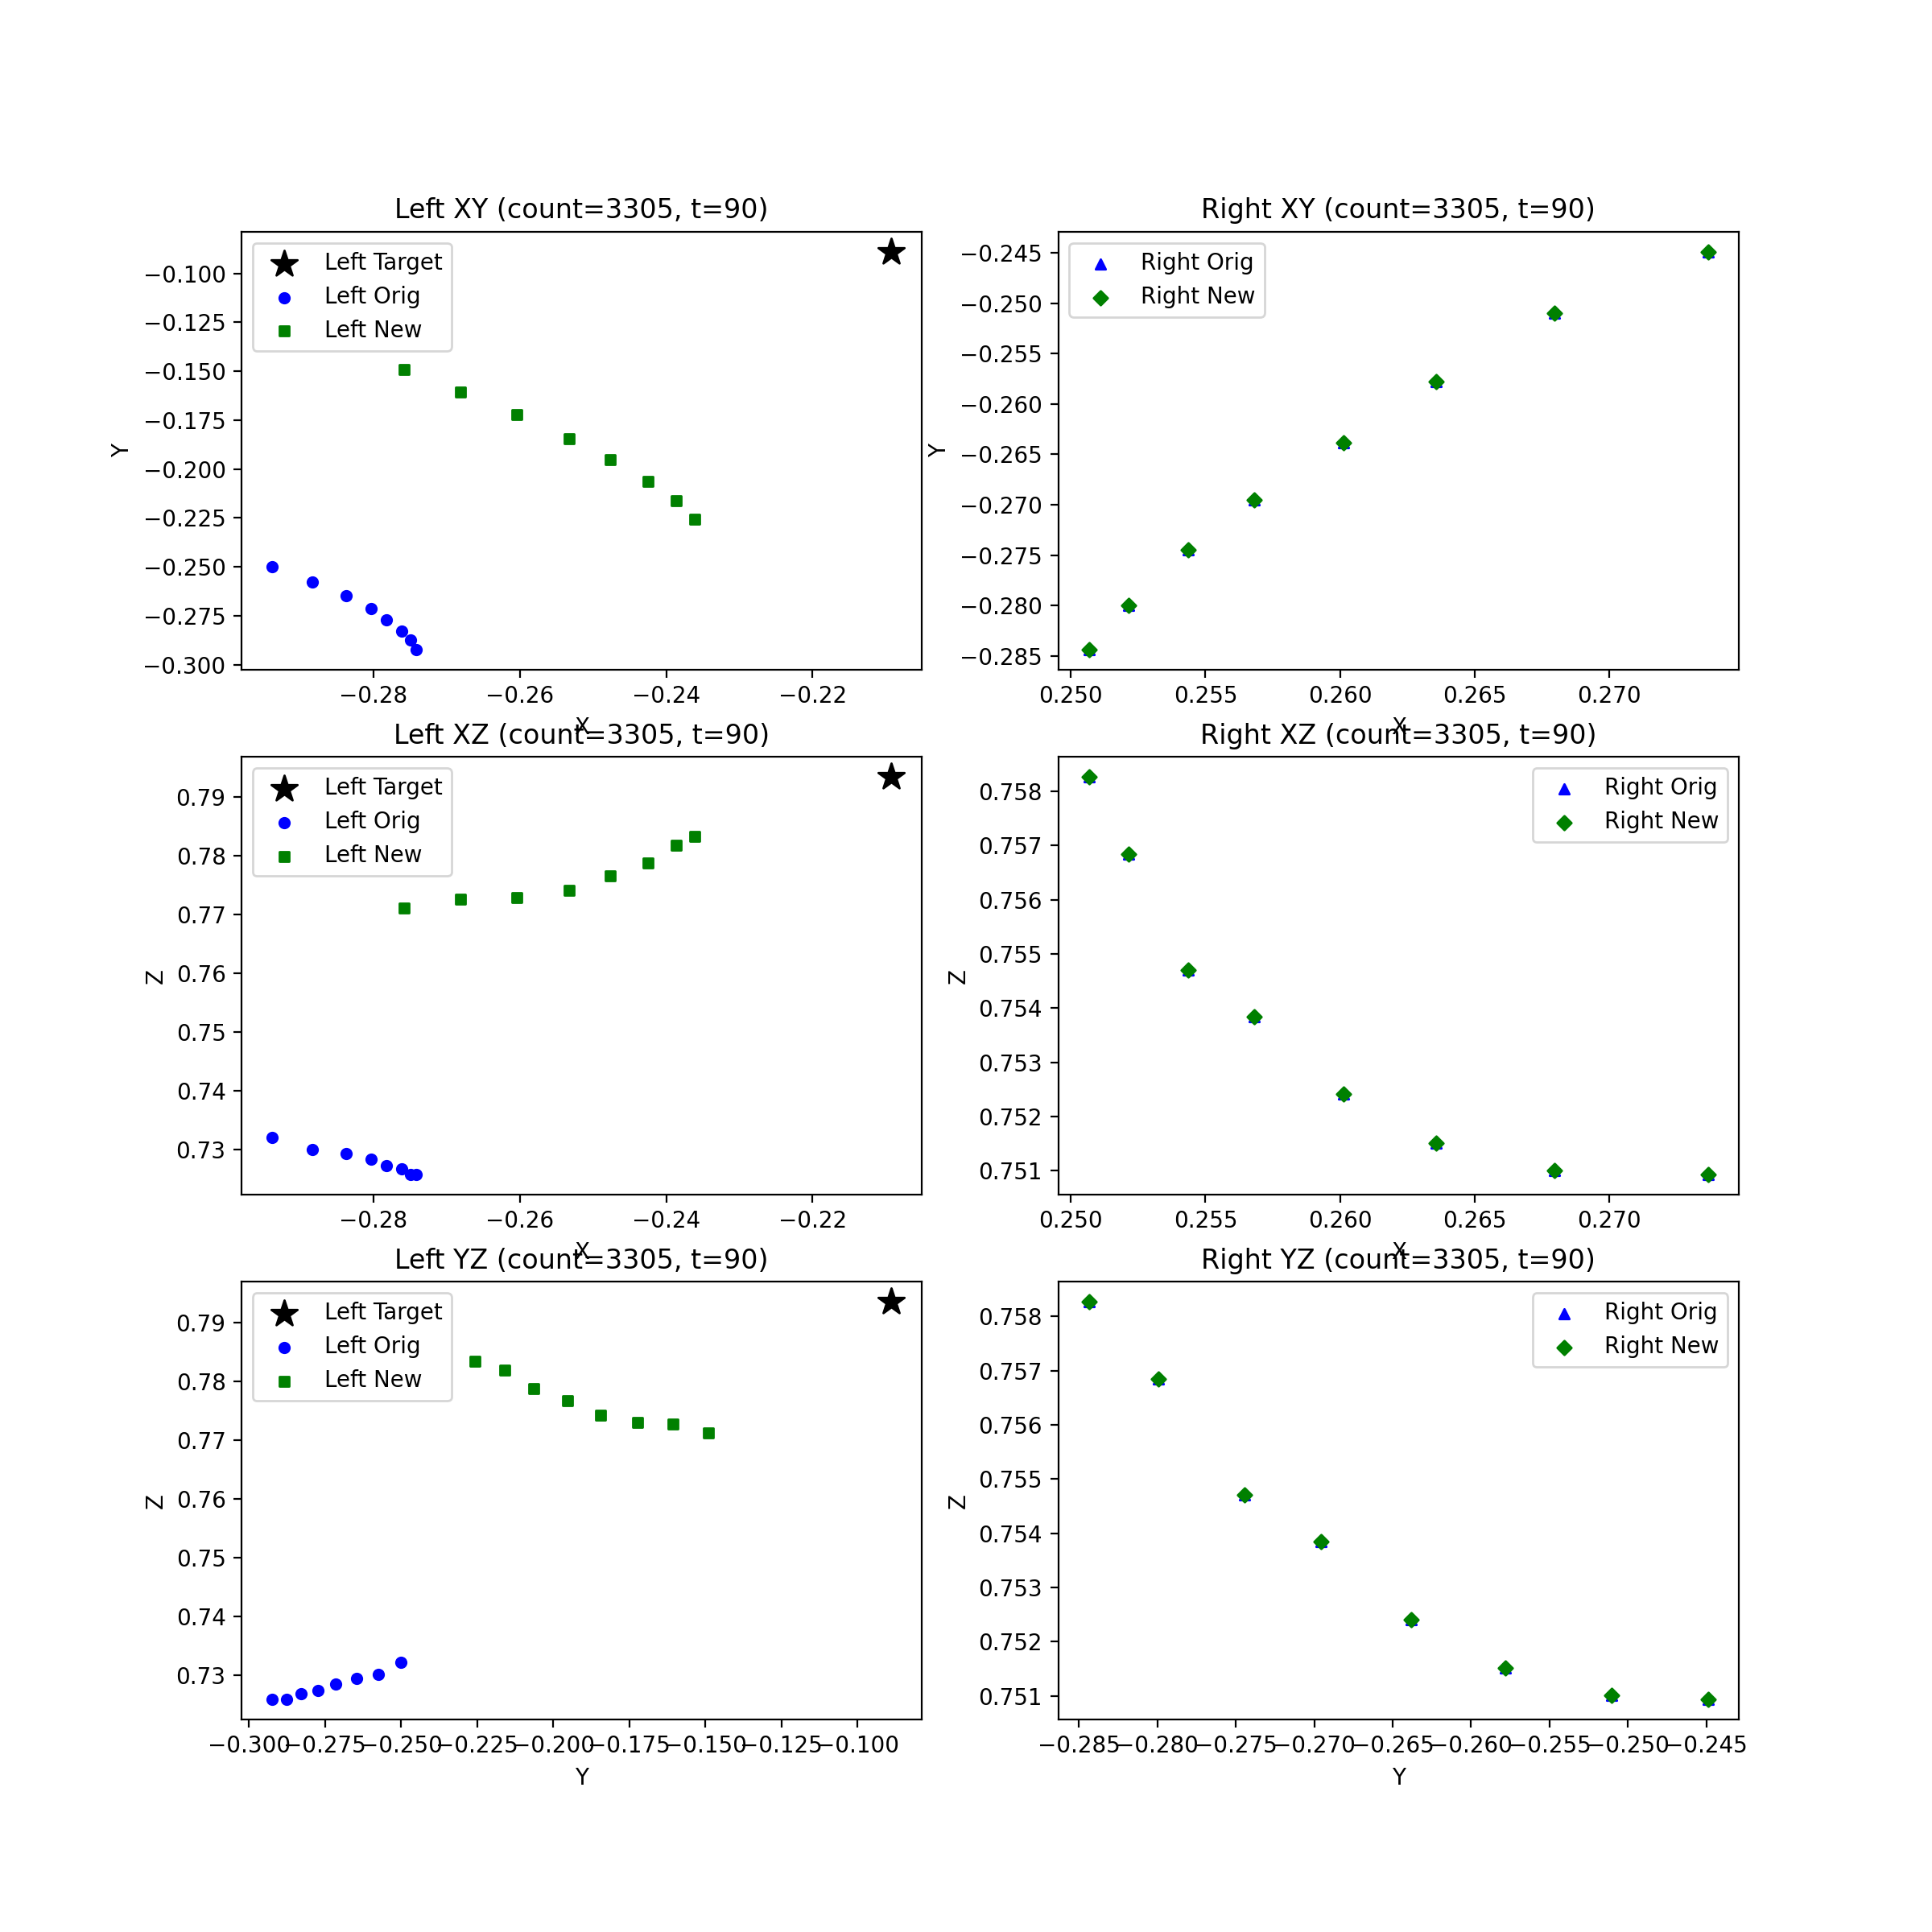 Left XY (count=3305, t=90)
Left Target
Left Orig
Left New
−0.100
−0.125
−0.150
−0.175
−0.200
−0.225
−0.250
−0.275
−0.300
Y
−0.28 −0.26 −0.24 −0.22
X
Right XY (count=3305, t=90)
Right Orig
Right New
−0.245
−0.250
−0.255
−0.260
−0.265
−0.270
−0.275
−0.280
−0.285
Y
0.250 0.255 0.260 0.265 0.270
X
Left XZ (count=3305, t=90)
Left Target
Left Orig
Left New
0.79
0.78
0.77
0.76
0.75
0.74
0.73
Z
−0.28 −0.26 −0.24 −0.22
X
Right XZ (count=3305, t=90)
Right Orig
Right New
0.758
0.757
0.756
0.755
0.754
0.753
0.752
0.751
Z
0.250 0.255 0.260 0.265 0.270
X
Left YZ (count=3305, t=90)
Left Target
Left Orig
Left New
0.79
0.78
0.77
0.76
0.75
0.74
0.73
Z
−0.300 −0.275 −0.250 −0.225 −0.200 −0.175 −0.150 −0.125 −0.100
Y
Right YZ (count=3305, t=90)
Right Orig
Right New
0.758
0.757
0.756
0.755
0.754
0.753
0.752
0.751
Z
−0.285 −0.280 −0.275 −0.270 −0.265 −0.260 −0.255 −0.250 −0.245
Y